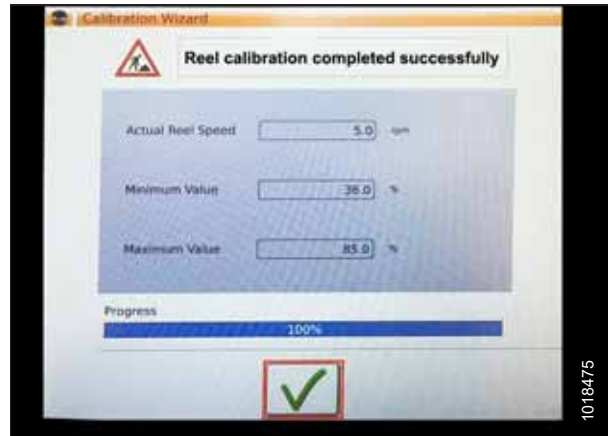 Calibration Wizard
Reel calibration completed successfully
Actual Reel Speed 5.0 rpm
Minimum Value 36.0 %
Maximum Value 85.0 %
Progress
100%
1018475